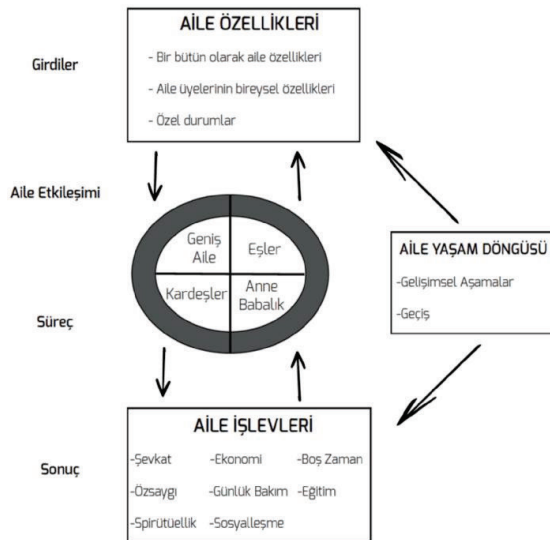 AİLE ÖZELLİKLERİ
Girdiler
- Bir bütün olarak aile özellikleri
- Aile üyelerinin bireysel özellikleri
- Özel durumlar
Aile Etkileşimi
Geniş
Aile
Eşler
Kardeşler
Anne
Babalık
AİLE YAŞAM DÖNGÜSÜ
-Gelişimsel Aşamalar
-Geçiş
Süreç
AİLE İŞLEVLERİ
Sonuç
-Şevkat -Ekonomi -Boş Zaman
-Özsaygı -Günlük Bakım -Eğitim
-Spirütüellik -Sosyalleşme